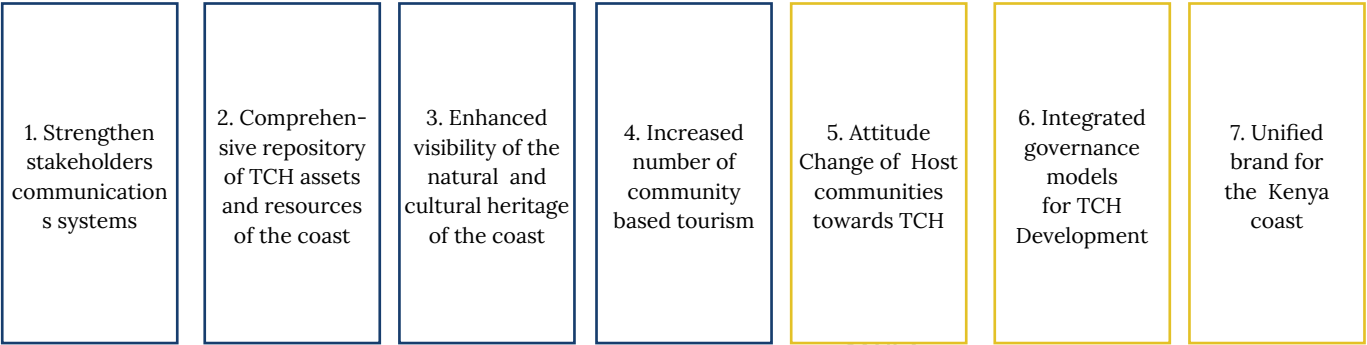 1. Strengthen
stakeholders
communication
s systems
2. Comprehen-
sive repository
of TCH assets
and resources
of the coast
3. Enhanced
visibility of the
natural and
cultural heritage
of the coast
4. Increased
number of
community
based tourism
5. Attitude
Change of Host
communities
towards TCH
6. Integrated
governance
models
for TCH
Development
7. Unified
brand for
the Kenya
coast